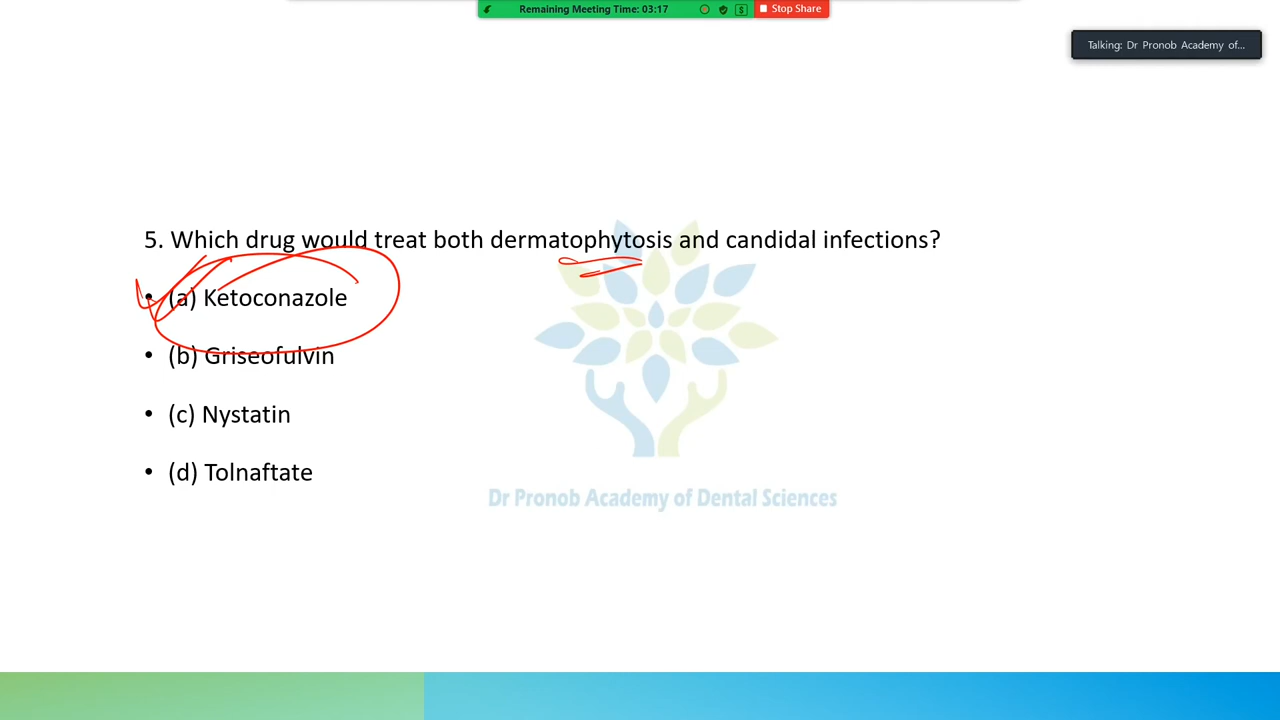 Remaining Meeting Time: 03:17
Stop Share
Talking: Dr Pronob Academy of...
5. Which drug would treat both dermatophytosis and candidal infections?
• (a) Ketoconazole
• (b) Griseofulvin
• (c) Nystatin
• (d) Tolnaftate
Dr Pronob Academy of Dental Sciences